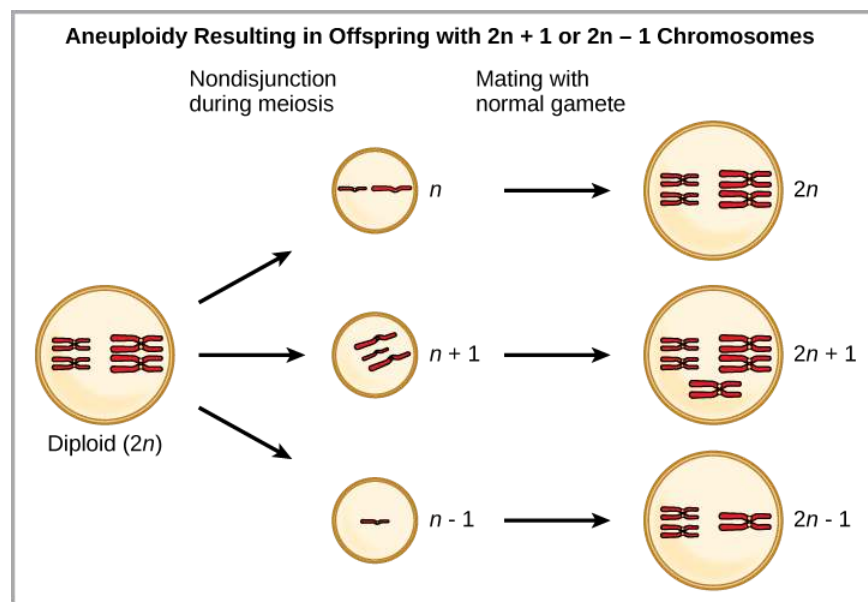 Aneuploidy Resulting in Offspring with 2n + 1 or 2n – 1 Chromosomes
Nondisjunction
during meiosis
Mating with
normal gamete
n
2n
n + 1
2n + 1
Diploid (2n)
n - 1
2n - 1